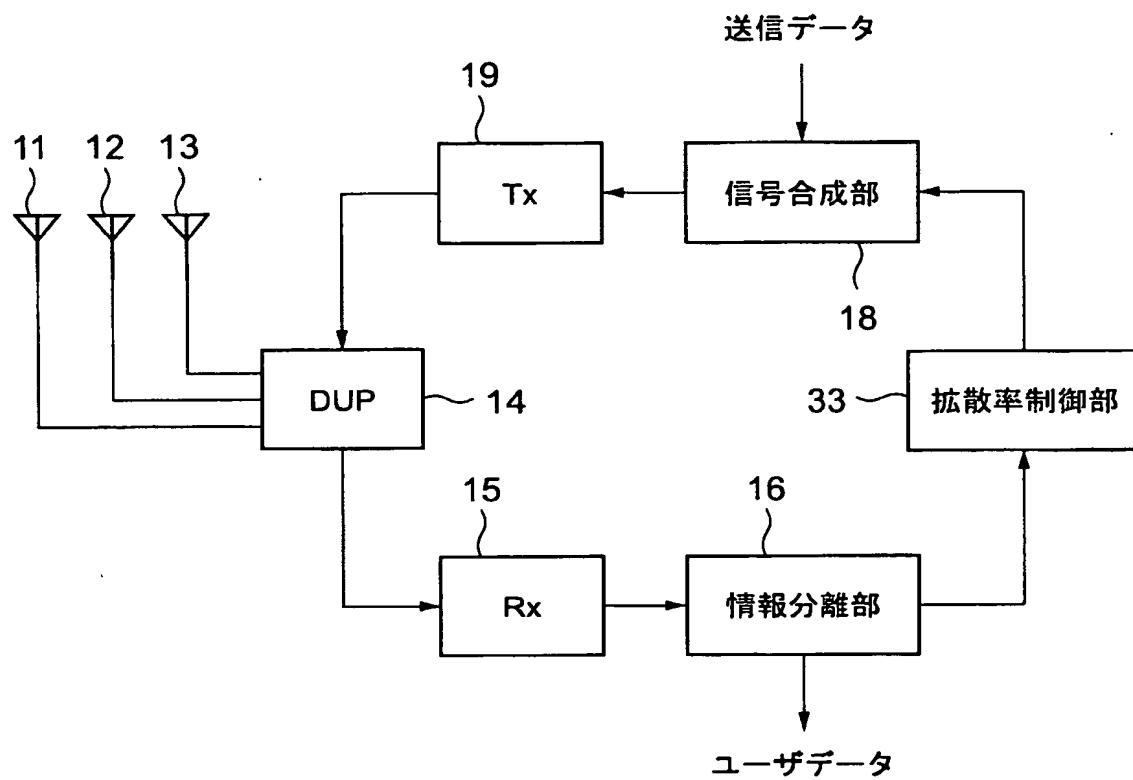 送信データ
19
11
12
13
Tx
信号合成部
18
DUP
14
33
拡散率制御部
15
16
Rx
情報分離部
ユーザデータ